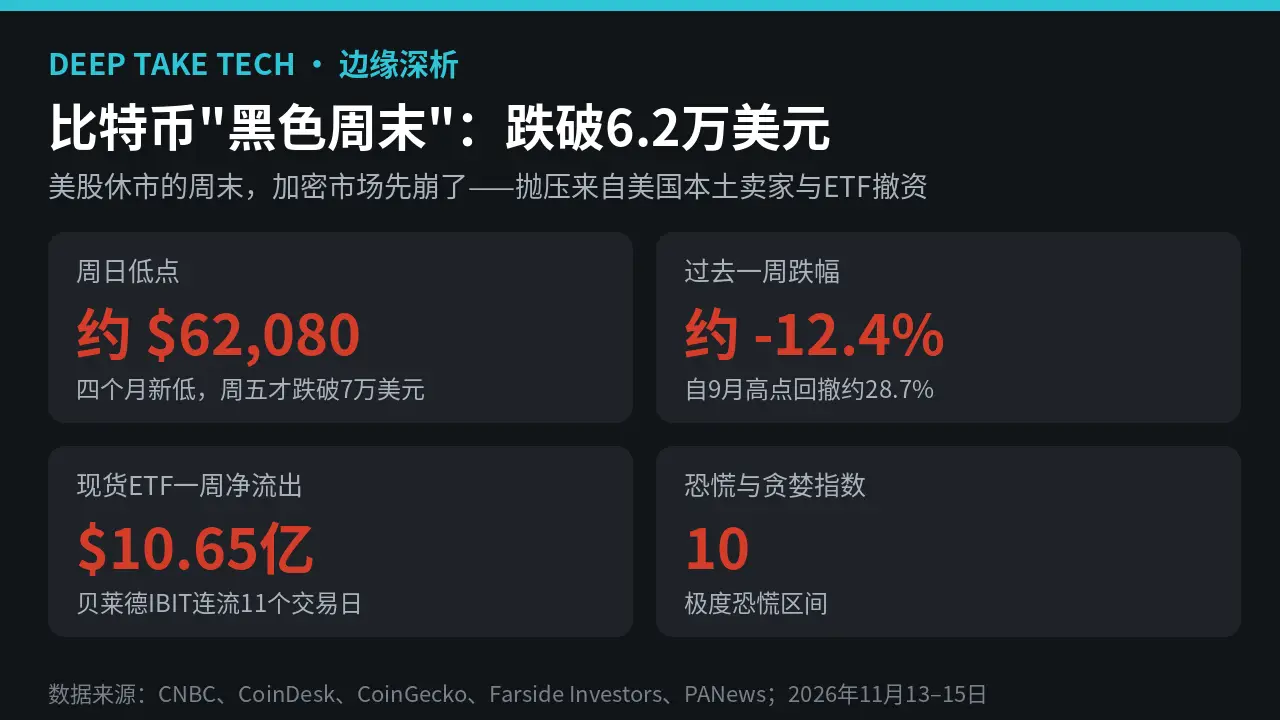 DEEP TAKE TECH · 边缘深析
比特币"黑色周末"：跌破6.2万美元
美股休市的周末，加密市场先崩了——抛压来自美国本土卖家与ETF撤资
周日低点
约 $62,080
四个月新低，周五才跌破7万美元
过去一周跌幅
约 -12.4%
自9月高点回撤约28.7%
现货ETF一周净流出
$10.65亿
贝莱德IBIT连流11个交易日
恐慌与贪婪指数
10
极度恐慌区间
数据来源：CNBC、CoinDesk、CoinGecko、Farside Investors、PANews；2026年11月13–15日